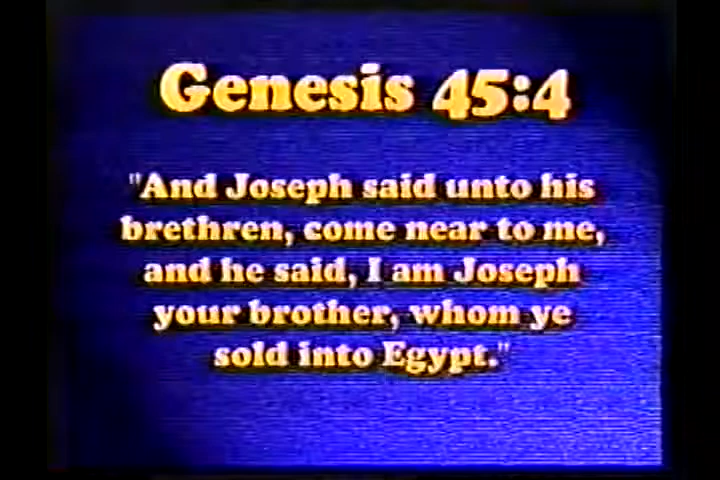 Genesis 45:4
"And Joseph said unto his
brethren, come near to me,
and he said, I am Joseph
your brother, whom ye
sold into Egypt."